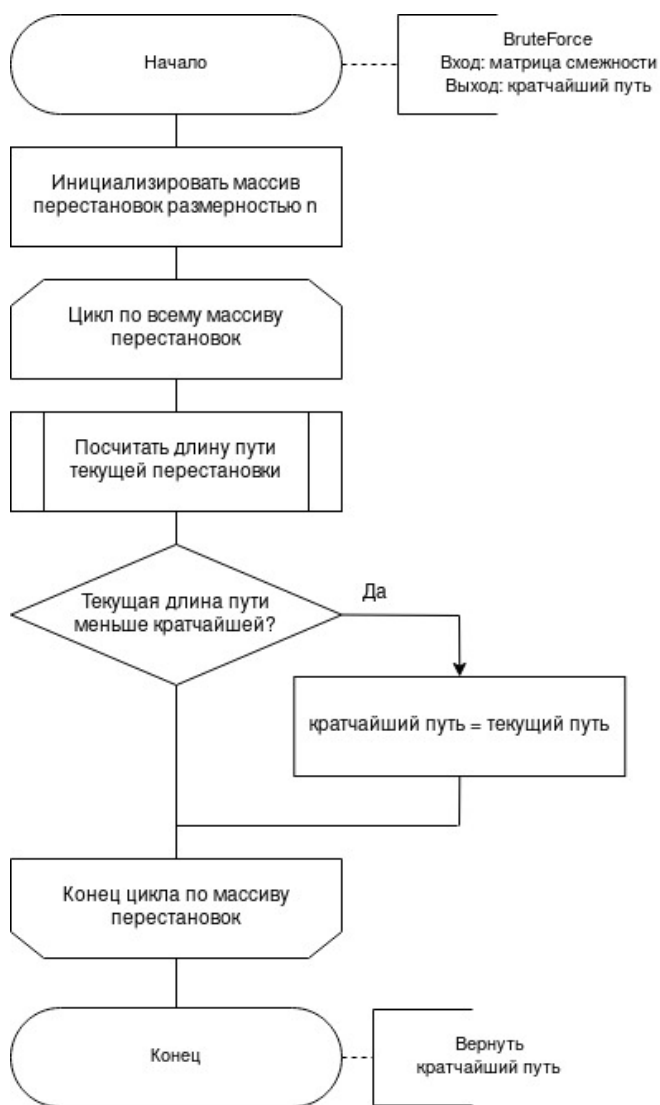 Начало
BruteForce
Вход: матрица смежности
Выход: кратчайший путь
Инициализировать массив
перестановок размерностью n
Цикл по всему массиву
перестановок
Посчитать длину пути
текущей перестановки
Текущая длина пути
меньше кратчайшей?
Да
кратчайший путь = текущий путь
Конец цикла по массиву
перестановок
Конец
Вернуть
кратчайший путь